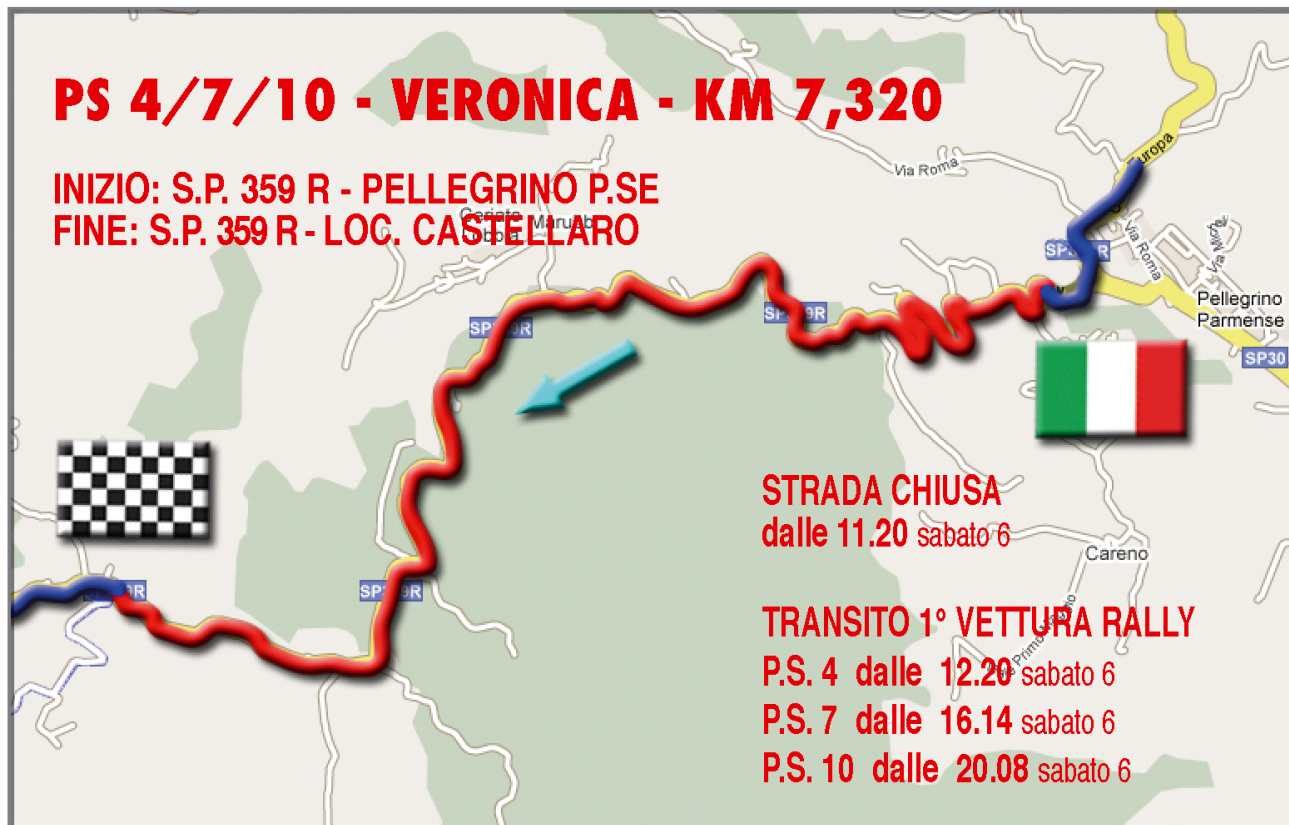 PS 4/7/10 - VERONICA - KM 7,320
INIZIO: S.P. 359 R - PELLEGRINO P.SE
FINE: S.P. 359 R - LOC. CASTELLARO
Europa
Via Roma
Via Roma
Pellegrino
Parmense
SP30
STRADA CHIUSA
dalle 11.20 sabato 6
Careno
TRANSITO 1° VETTURA RALLY
P.S. 4 dalle 12.20 sabato 6
P.S. 7 dalle 16.14 sabato 6
P.S. 10 dalle 20.08 sabato 6